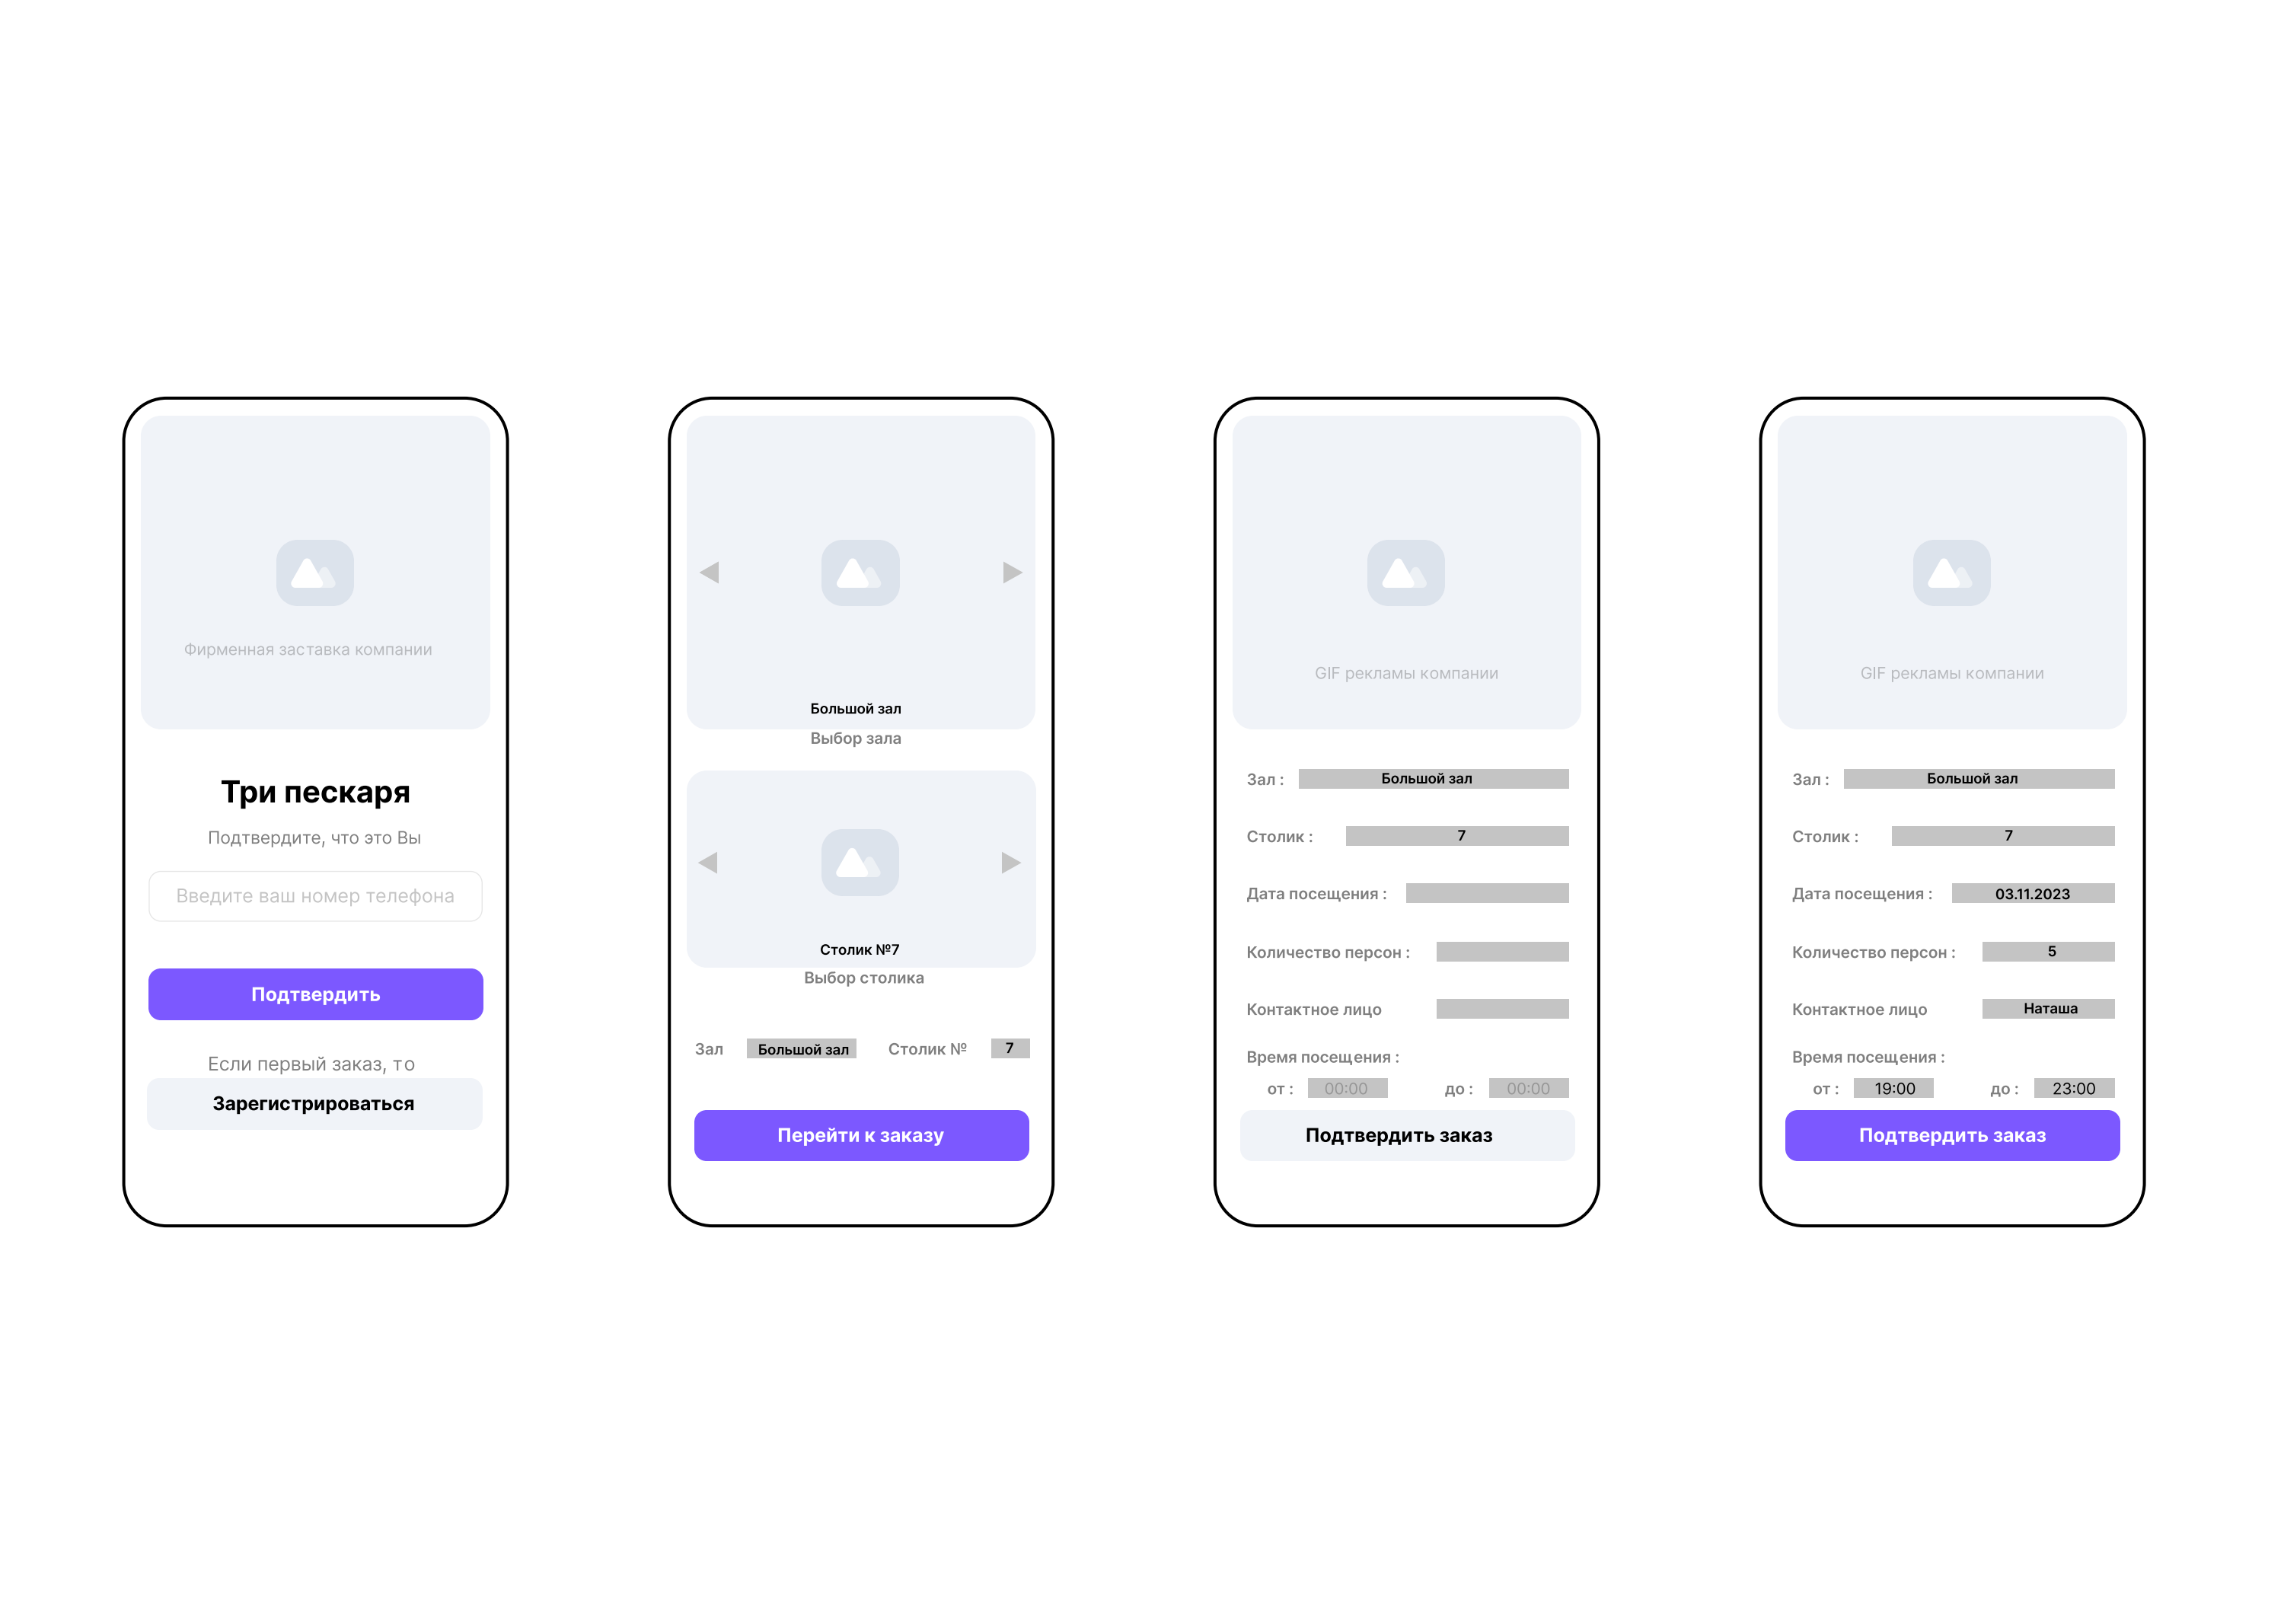 Фирменная заставка компании
Три пескаря
Подтвердите, что это Вы
Введите ваш номер телефона
Подтвердить
Если первый заказ, то
Зарегистрироваться
Большой зал
Выбор зала
Столик №7
Выбор столика
Зал Большой зал Столик № 7
Перейти к заказу
GIF рекламы компании
Зал : Большой зал
Столик : 7
Дата посещения :
Количество персон :
Контактное лицо
Время посещения :
от : 00:00 до : 00:00
Подтвердить заказ
GIF рекламы компании
Зал : Большой зал
Столик : 7
Дата посещения : 03.11.2023
Количество персон : 5
Контактное лицо Наташа
Время посещения :
от : 19:00 до : 23:00
Подтвердить заказ